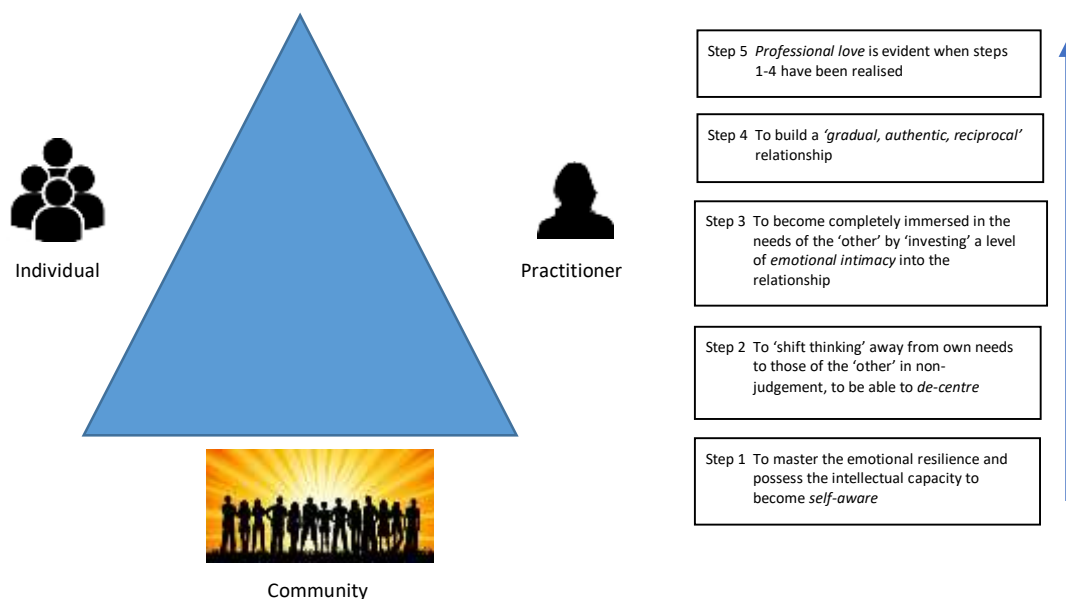 Individual
Practitioner
Community
Step 5 Professional love is evident when steps
1-4 have been realised
Step 4 To build a ‘gradual, authentic, reciprocal’
relationship
Step 3 To become completely immersed in the
needs of the ‘other’ by ‘investing’ a level
of emotional intimacy into the
relationship
Step 2 To ‘shift thinking’ away from own needs
to those of the ‘other’ in non-
judgement, to be able to de-centre
Step 1 To master the emotional resilience and
possess the intellectual capacity to
become self-aware